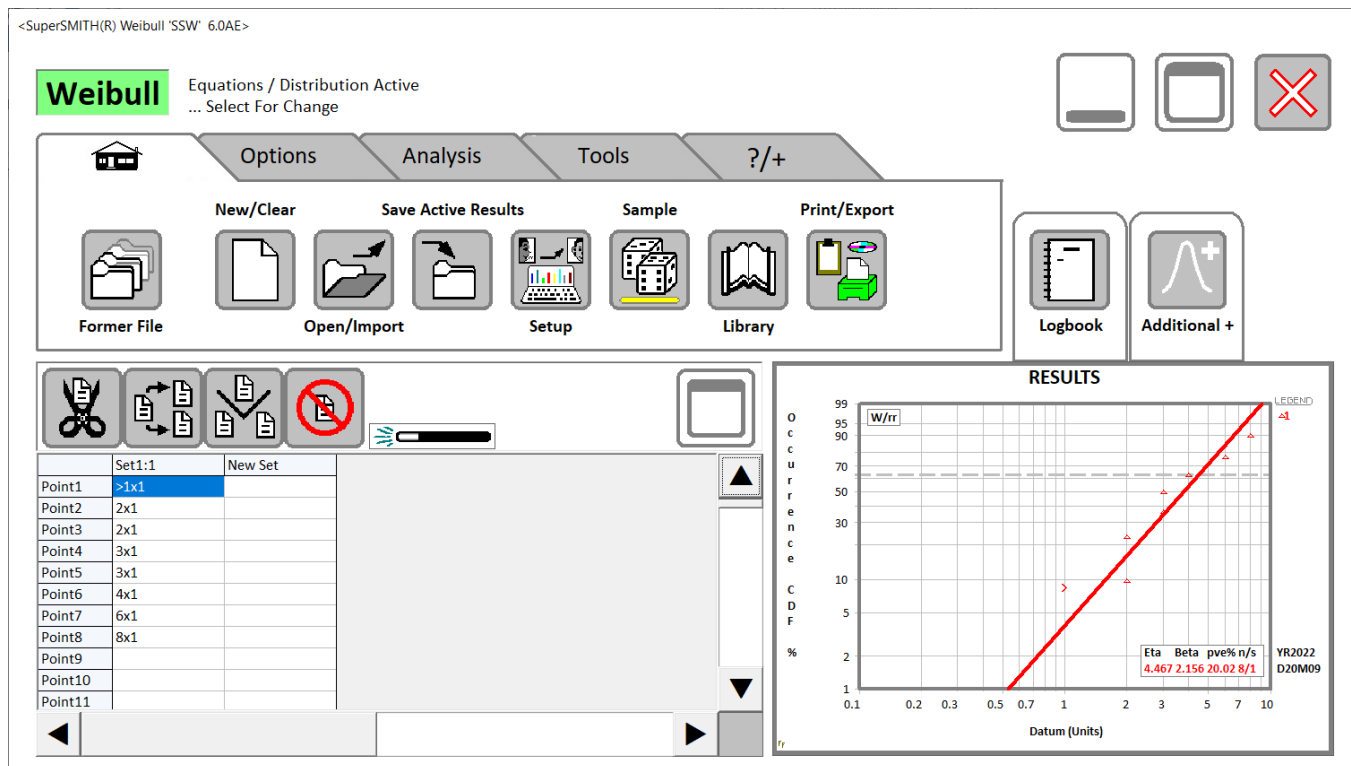 <SuperSMITH(R) Weibull 'SSW' 6.0AE>
Weibull
Equations / Distribution Active
... Select For Change
Options
Analysis
Tools
?/+
New/Clear
Save Active Results
Sample
Print/Export
Former File
Open/Import
Setup
Library
Logbook
Additional +
Set1:1 New Set
Point1 >1x1
Point2 2x1
Point3 2x1
Point4 3x1
Point5 3x1
Point6 4x1
Point7 6x1
Point8 8x1
Point9
Point10
Point11
RESULTS
Occurrence CDF %
W/rr
LEGEND
1
99
95
90
70
50
30
10
5
2
1
Eta Beta pve% n/s
4.467 2.156 20.02 8/1
YR2022
D20M09
0.1 0.2 0.3 0.5 0.7 1 2 3 5 7 10
Datum (Units)
rr